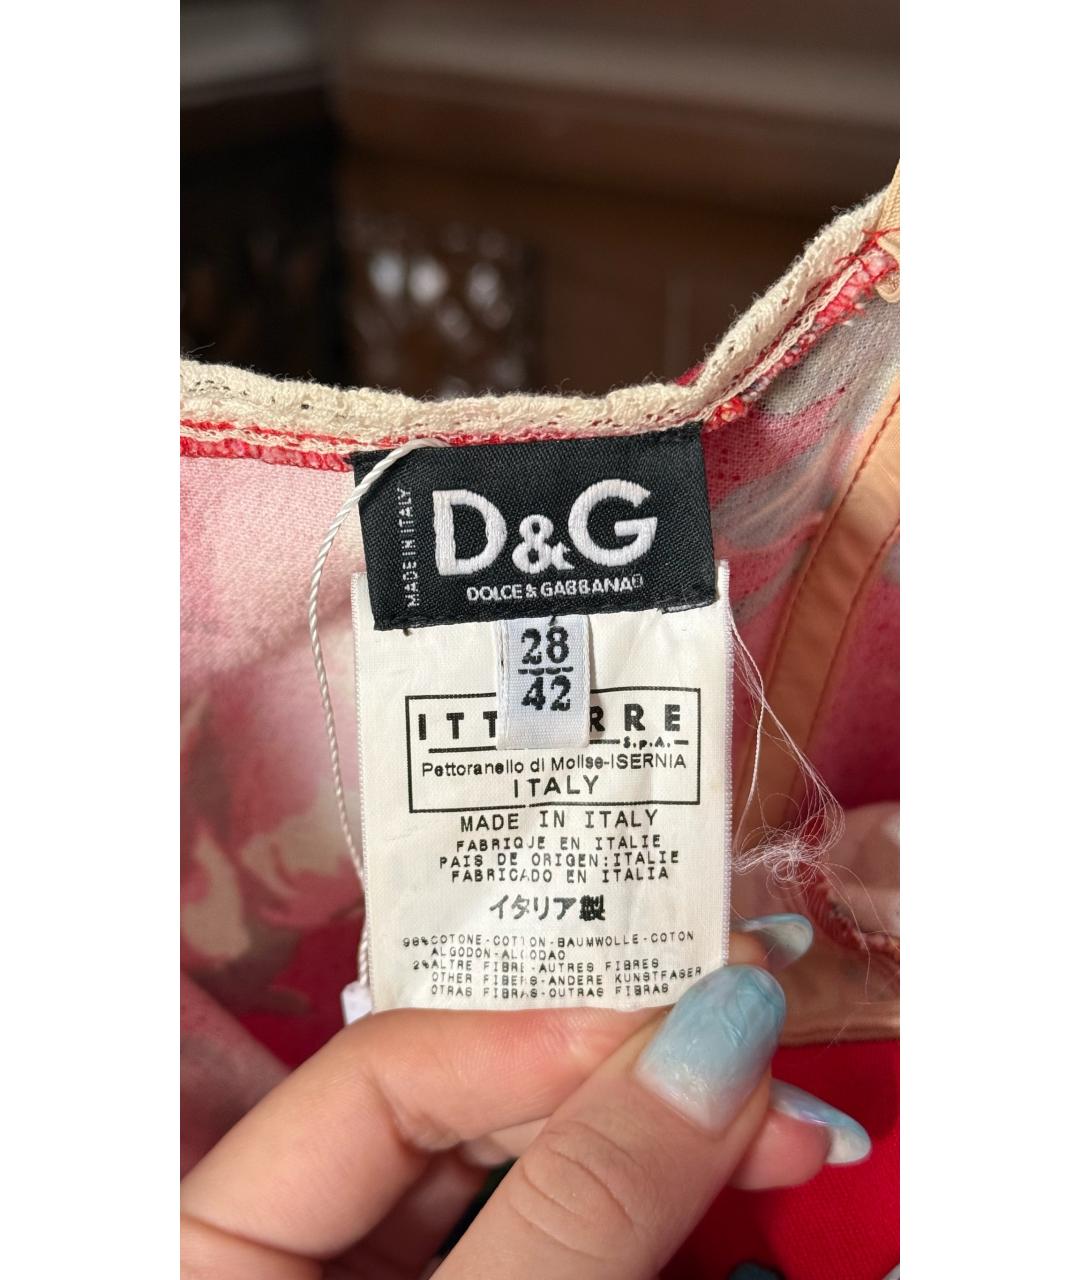 MADE IN ITALY
D&G
DOLCE & GABBANA
28
42
ITT RRE
S.p.A.
Pettoranello di Molise-ISERNIA
ITALY
MADE IN ITALY
FABRIQUE EN ITALIE
PAIS DE ORIGEN:ITALIE
FABRICADO EN ITALIA
イタリア製
98%COTONE-COTTON-BAUMWOLLE-COTON
ALGODON-ALGODAO
2%ALTRE FIBRE-AUTRES FIBRES
OTHER FIBERS-ANDERE KUNSTFASER
OTRAS FIBRAS-OUTRAS FIBRAS